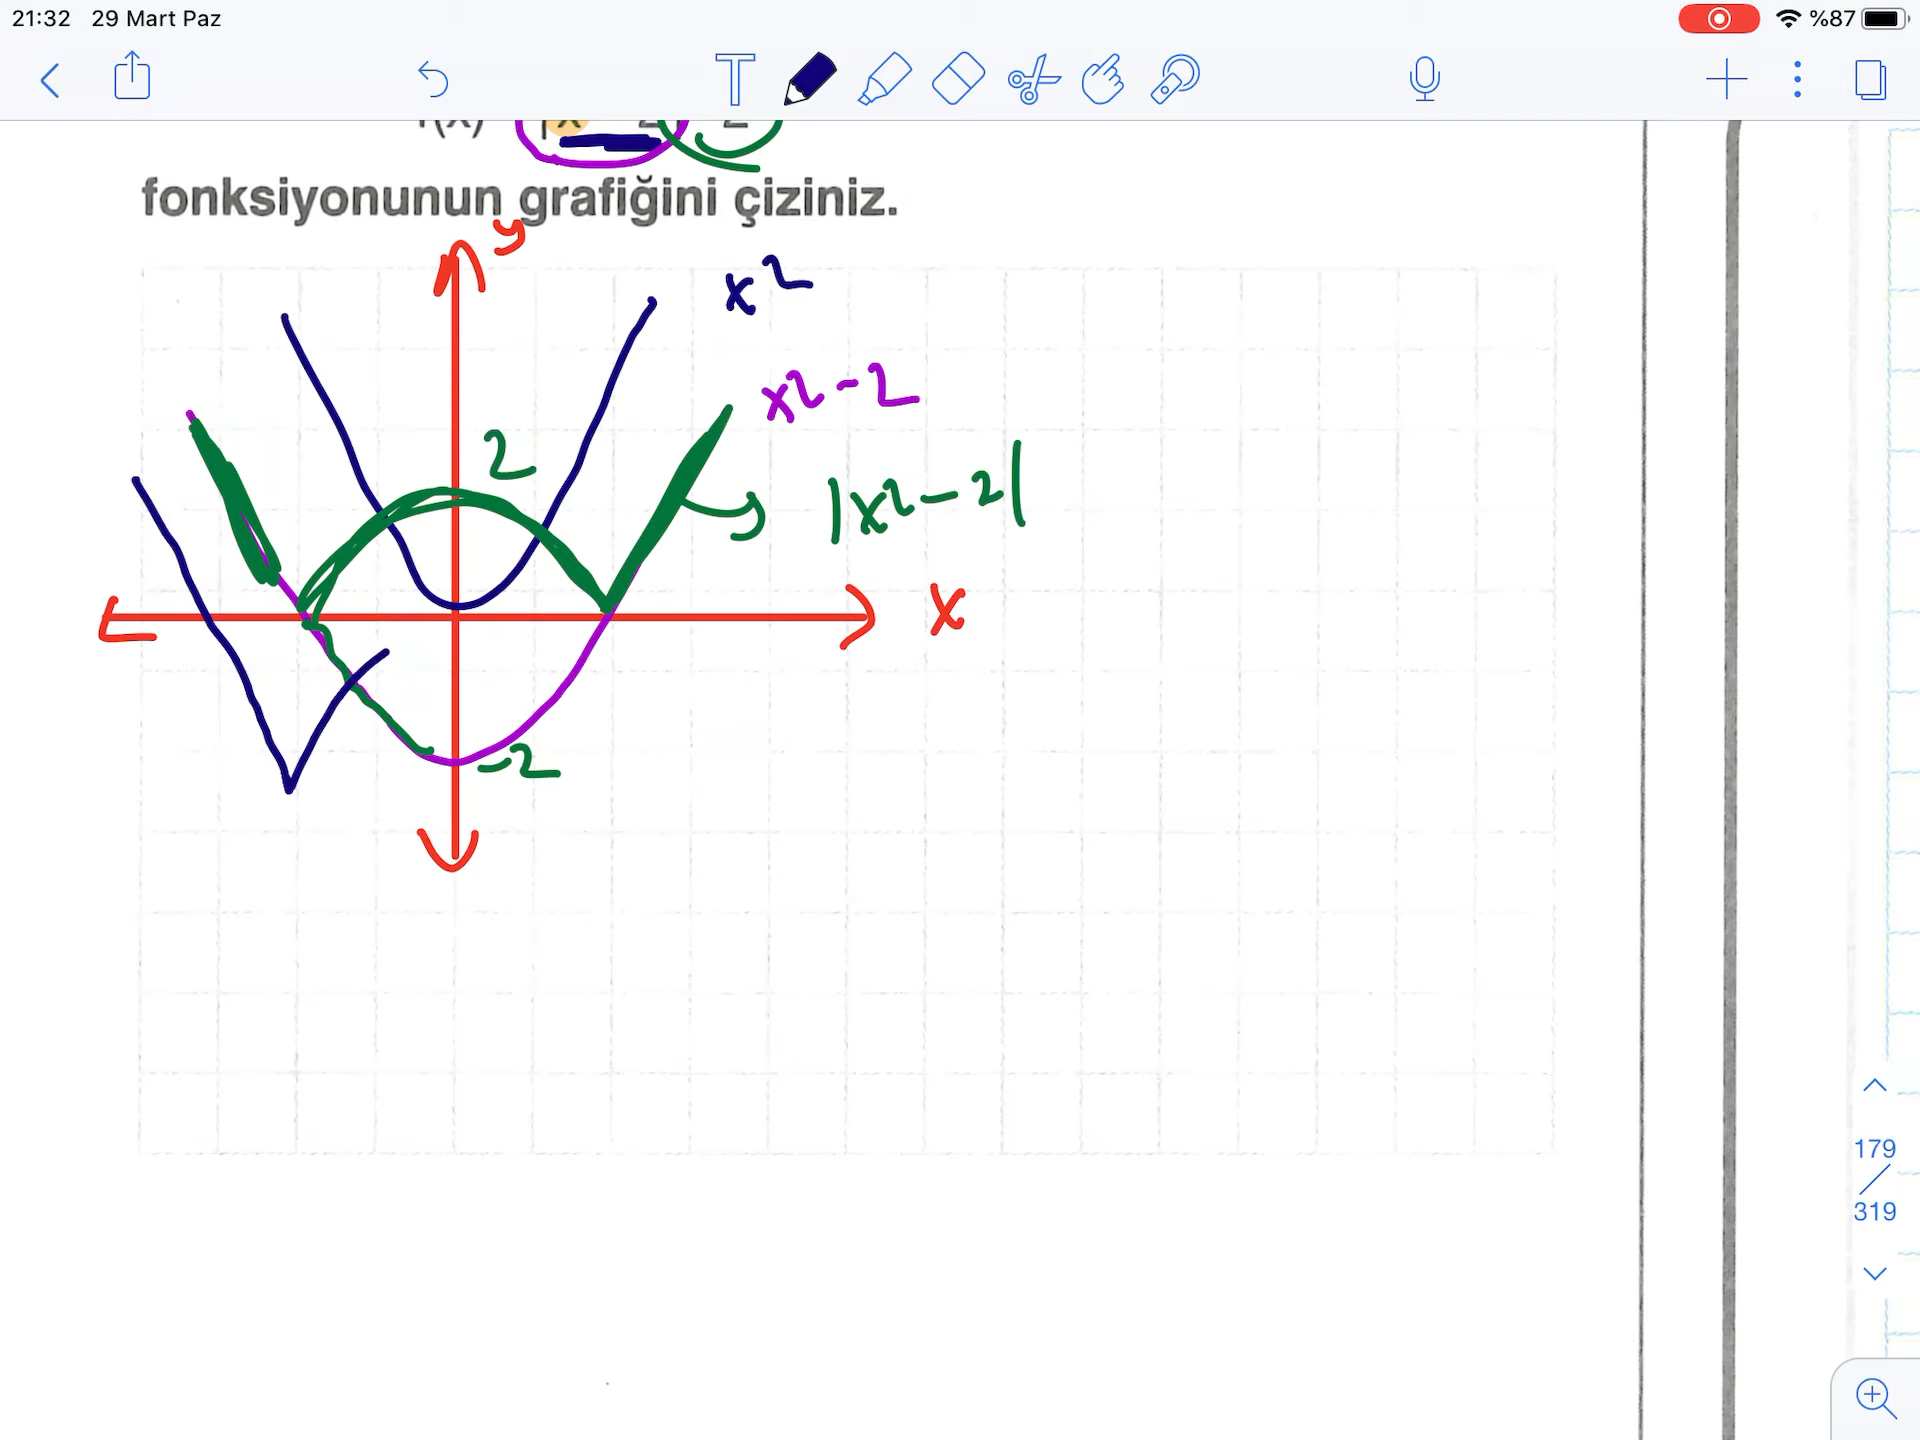 21:32 29 Mart Paz %87
fonksiyonunun grafiğini çiziniz.
y
x²
x²-2
2
|x²-2|
x
-2
179
319